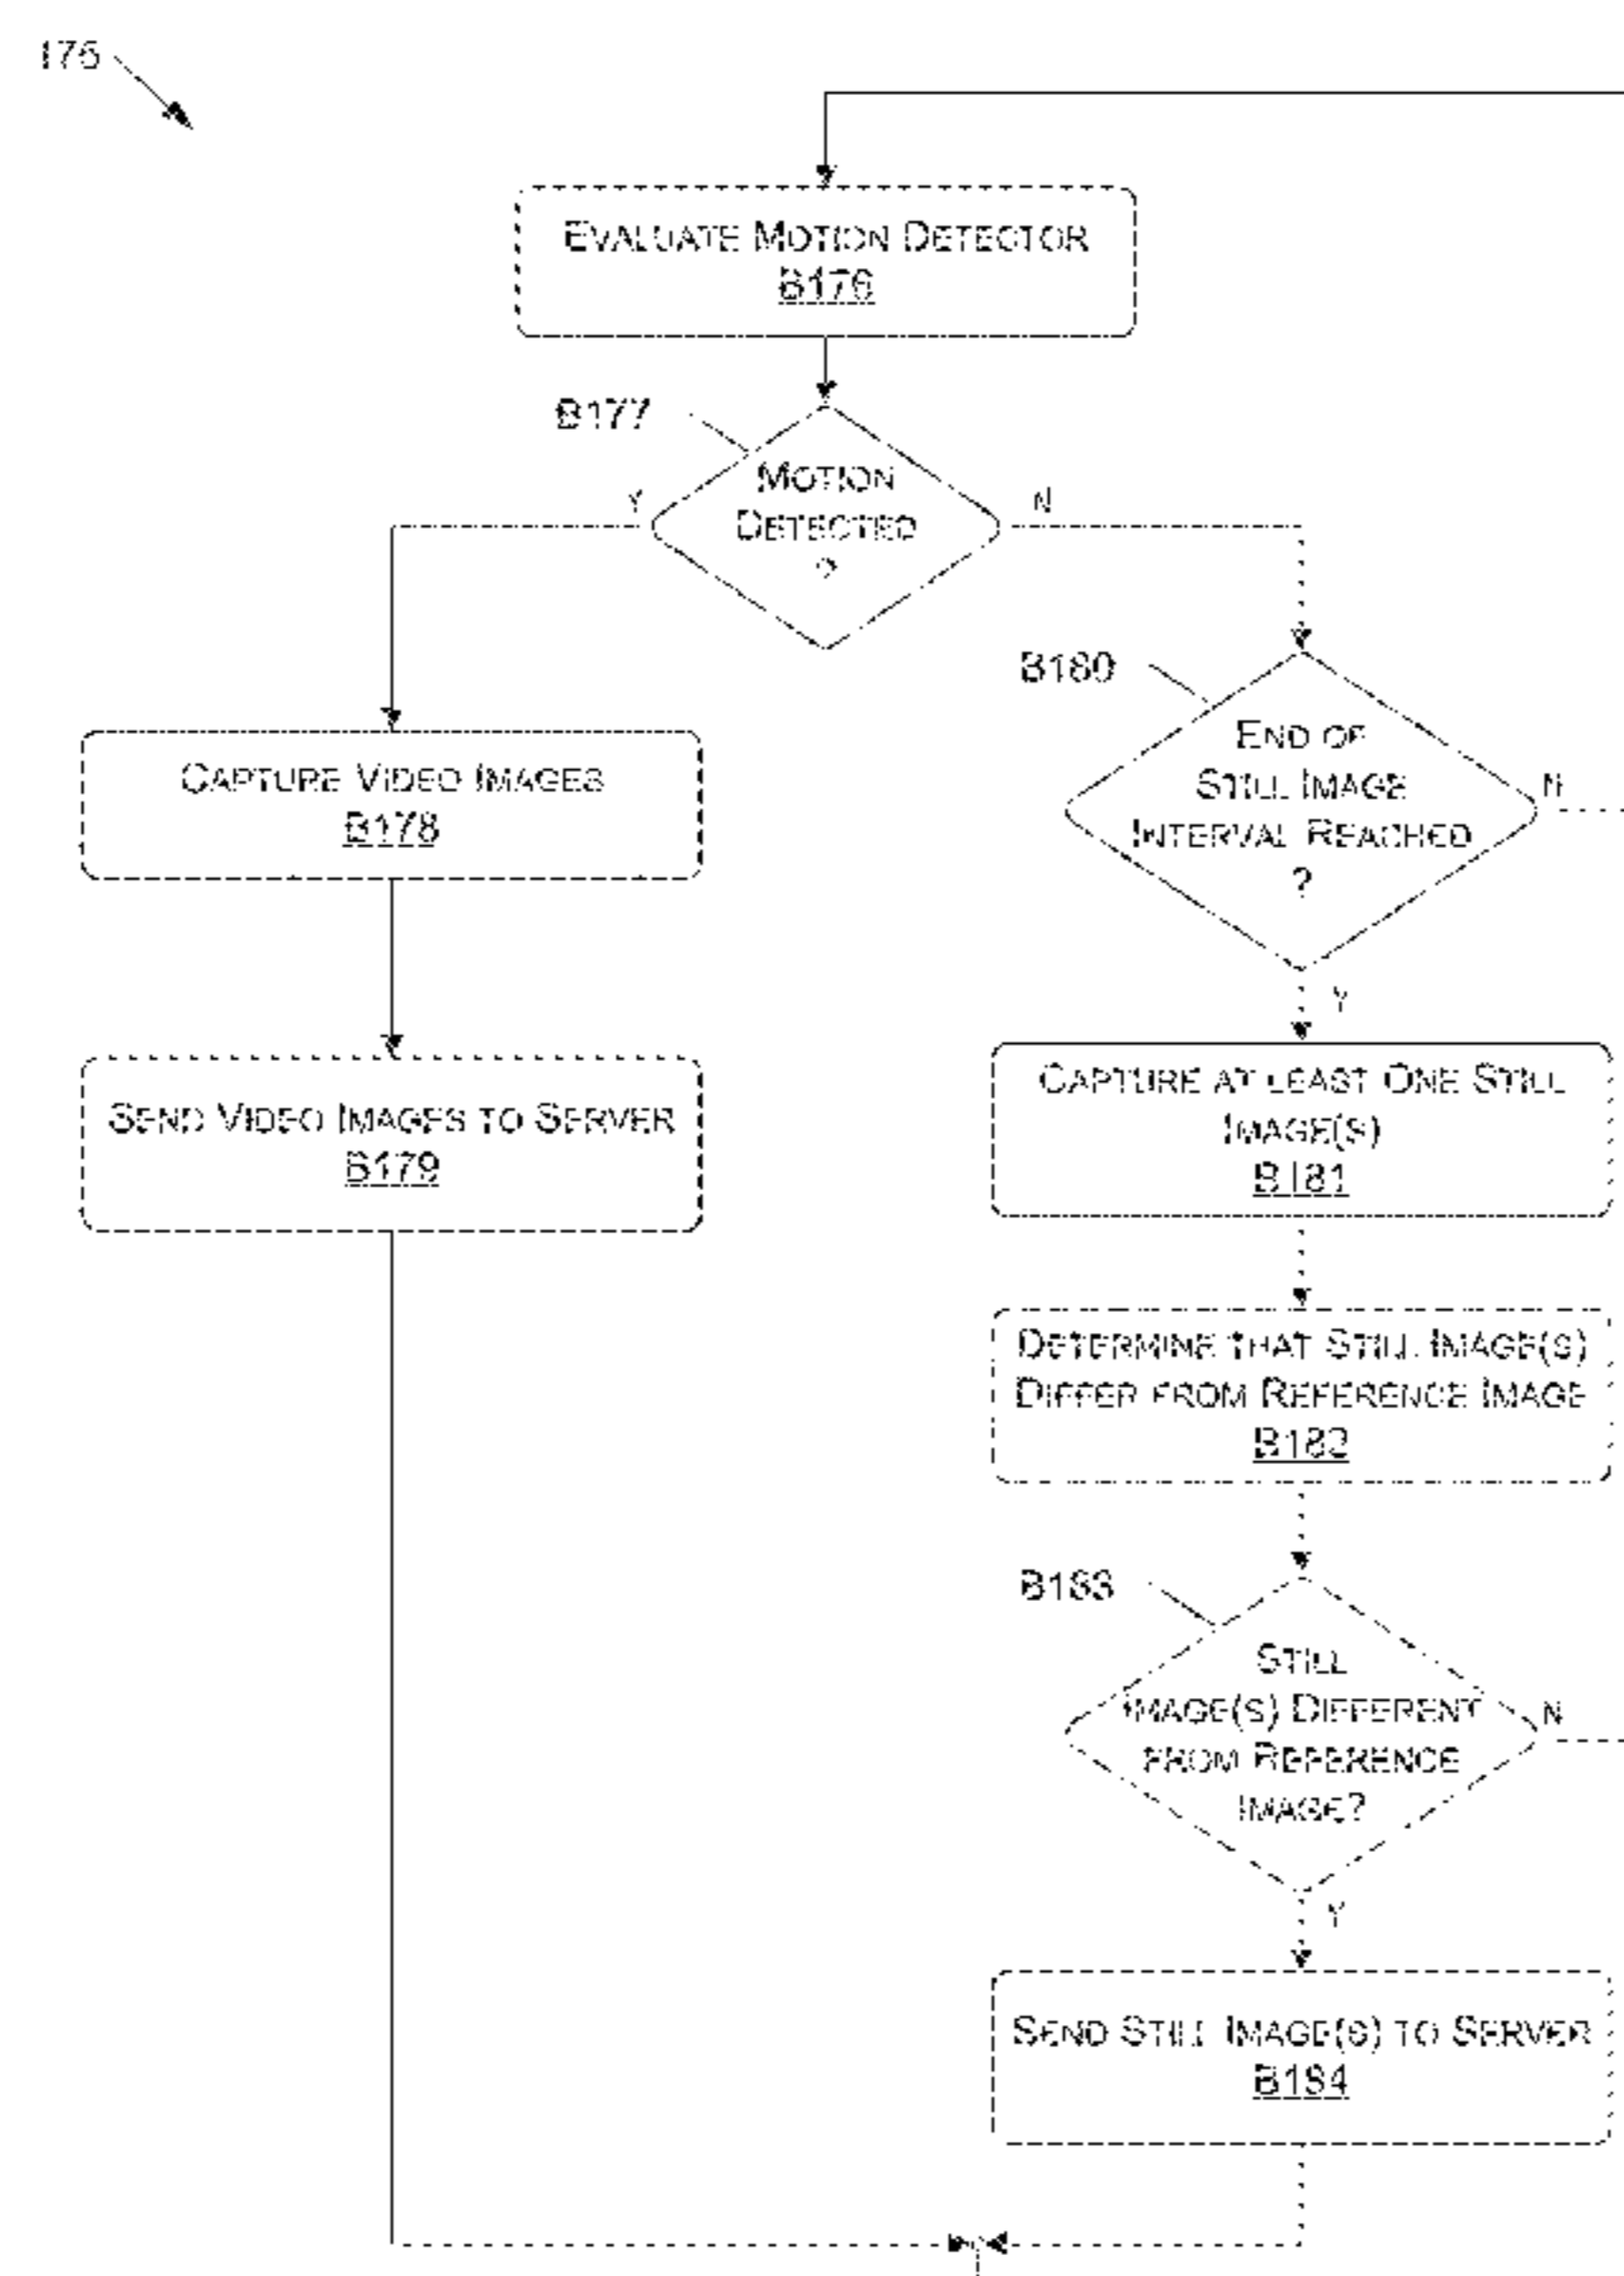 175
EVALUATE MOTION DETECTOR
B176
B177
MOTION
DETECTED
?
Y
N
B180
END OF
STILL IMAGE
INTERVAL REACHED
?
N
Y
CAPTURE VIDEO IMAGES
B178
SEND VIDEO IMAGES TO SERVER
B179
CAPTURE AT LEAST ONE STILL
IMAGE(S)
B181
DETERMINE THAT STILL IMAGE(S)
DIFFER FROM REFERENCE IMAGE
B182
B183
STILL
IMAGE(S) DIFFERENT
FROM REFERENCE
IMAGE?
N
Y
SEND STILL IMAGE(S) TO SERVER
B184